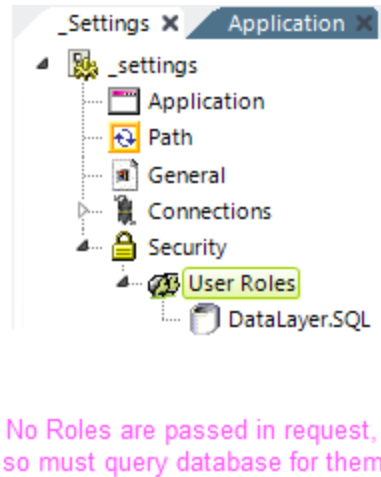 _Settings Application
_settings
Application
Path
General
Connections
Security
User Roles
DataLayer.SQL
No Roles are passed in request,
so must query database for them